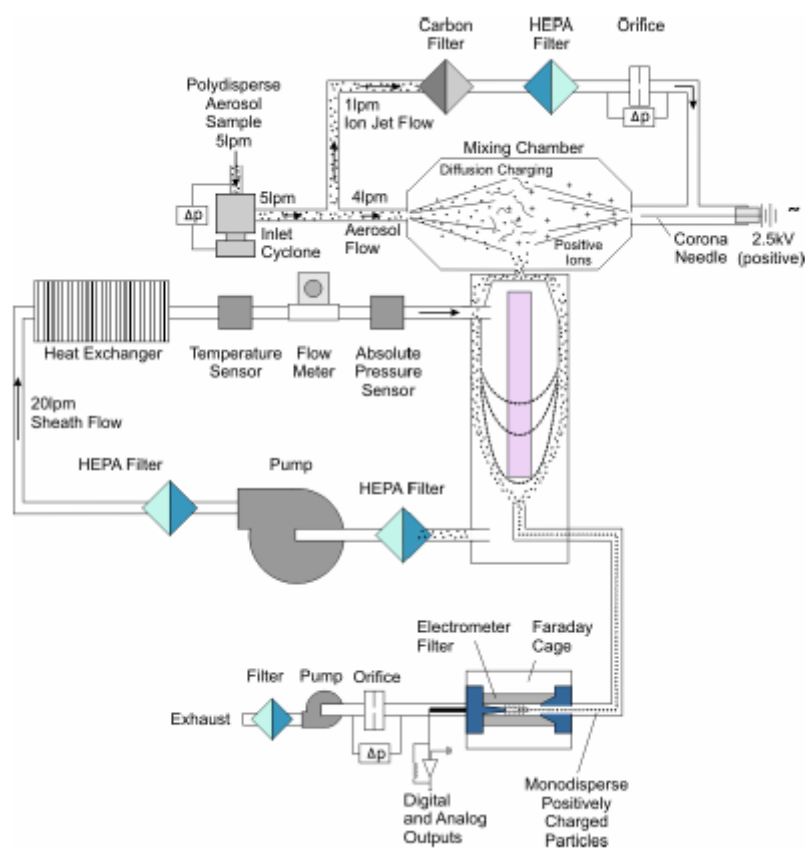 Carbon
Filter
HEPA
Filter
Orifice
Polydisperse
Aerosol
Sample
5lpm
1lpm
Ion Jet Flow
Δp
Mixing Chamber
Diffusion Charging
Δp
5lpm
4lpm
Inlet
Cyclone
Aerosol
Flow
Positive
Ions
Corona
Needle
~
2.5kV
(positive)
Heat Exchanger
Temperature
Sensor
Flow
Meter
Absolute
Pressure
Sensor
20lpm
Sheath Flow
HEPA Filter
Pump
HEPA Filter
Electrometer
Filter
Faraday
Cage
Filter
Pump
Orifice
Exhaust
Δp
Digital
and Analog
Outputs
Monodisperse
Positively
Charged
Particles